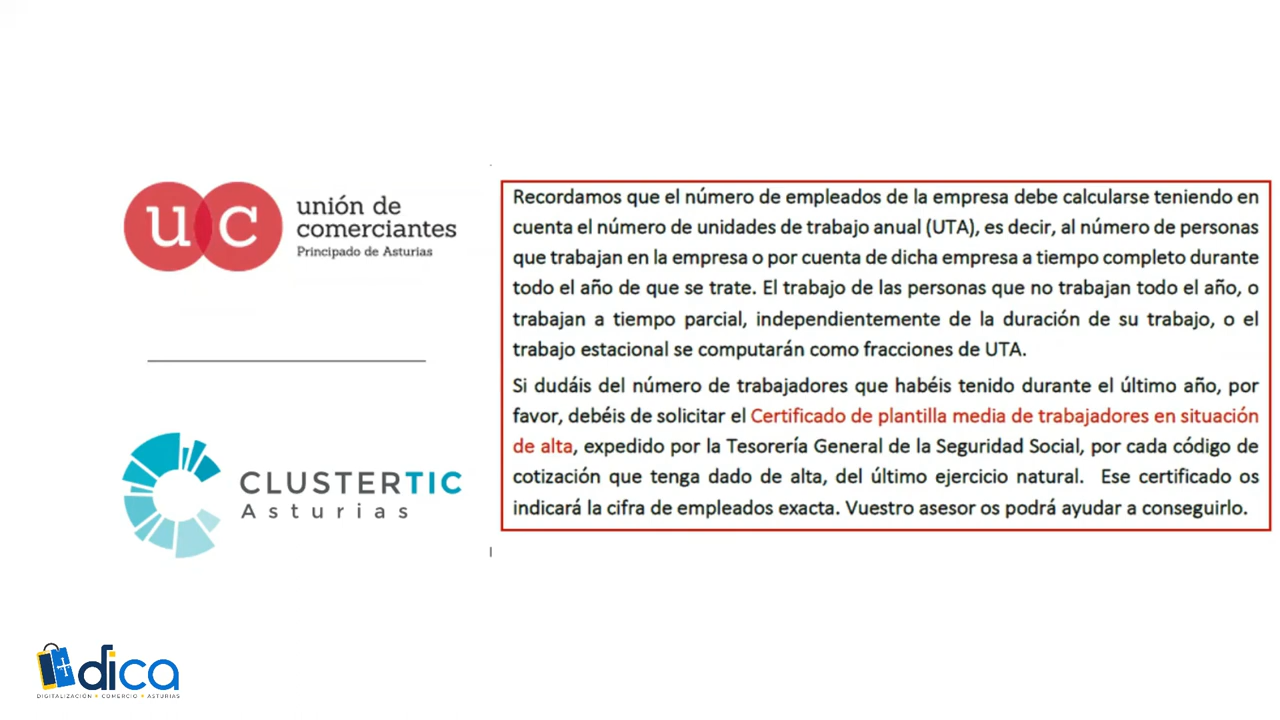 uc
unión de
comerciantes
Principado de Asturias
CLUSTERTIC
Asturias
Recordamos que el número de empleados de la empresa debe calcularse teniendo en
cuenta el número de unidades de trabajo anual (UTA), es decir, al número de personas
que trabajan en la empresa o por cuenta de dicha empresa a tiempo completo durante
todo el año de que se trate. El trabajo de las personas que no trabajan todo el año, o
trabajan a tiempo parcial, independientemente de la duración de su trabajo, o el
trabajo estacional se computarán como fracciones de UTA.
Si dudáis del número de trabajadores que habéis tenido durante el último año, por
favor, debéis de solicitar el Certificado de plantilla media de trabajadores en situación
de alta, expedido por la Tesorería General de la Seguridad Social, por cada código de
cotización que tenga dado de alta, del último ejercicio natural. Ese certificado os
indicará la cifra de empleados exacta. Vuestro asesor os podrá ayudar a conseguirlo.
dica
DIGITALIZACIÓN • COMERCIO • ASTURIAS